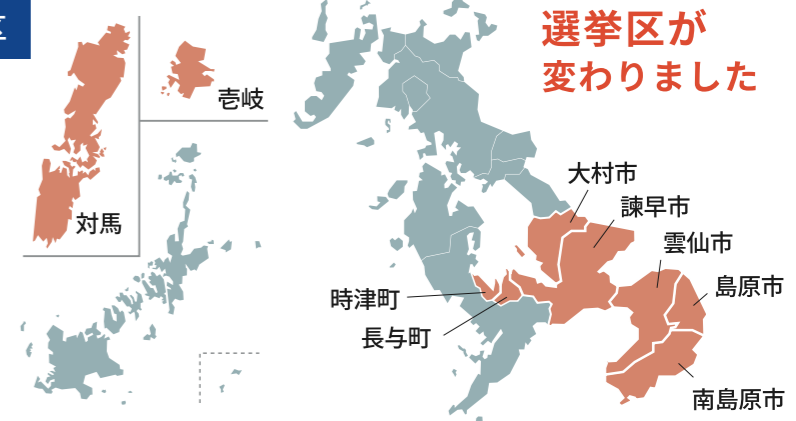 区
選挙区が
変わりました
壱岐
対馬
大村市
諫早市
雲仙市
島原市
時津町
長与町
南島原市